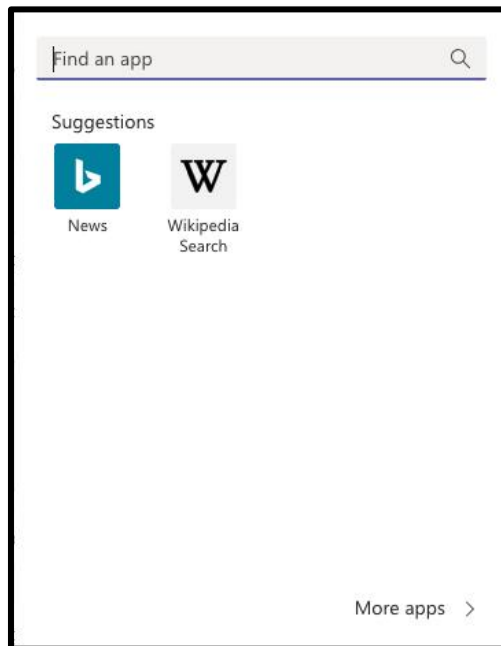 Find an app
Suggestions
W
News
Wikipedia
Search
More apps